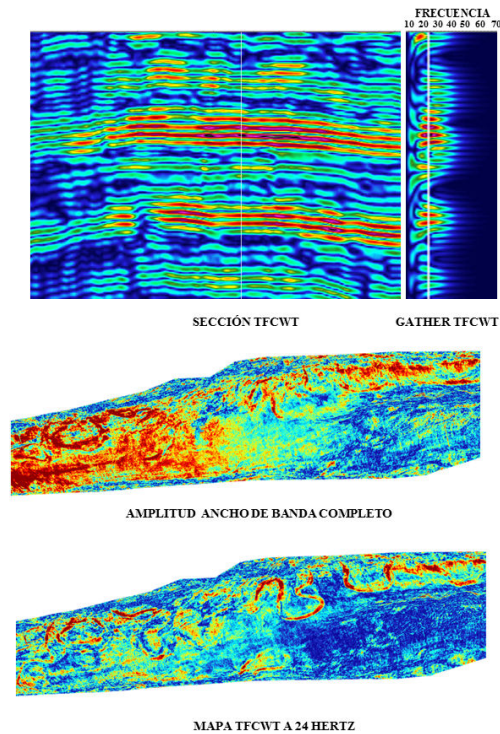 FRECUENCIA
10 20 30 40 50 60 70
SECCIÓN TFCWT
GATHER TFCWT
AMPLITUD ANCHO DE BANDA COMPLETO
MAPA TFCWT A 24 HERTZ